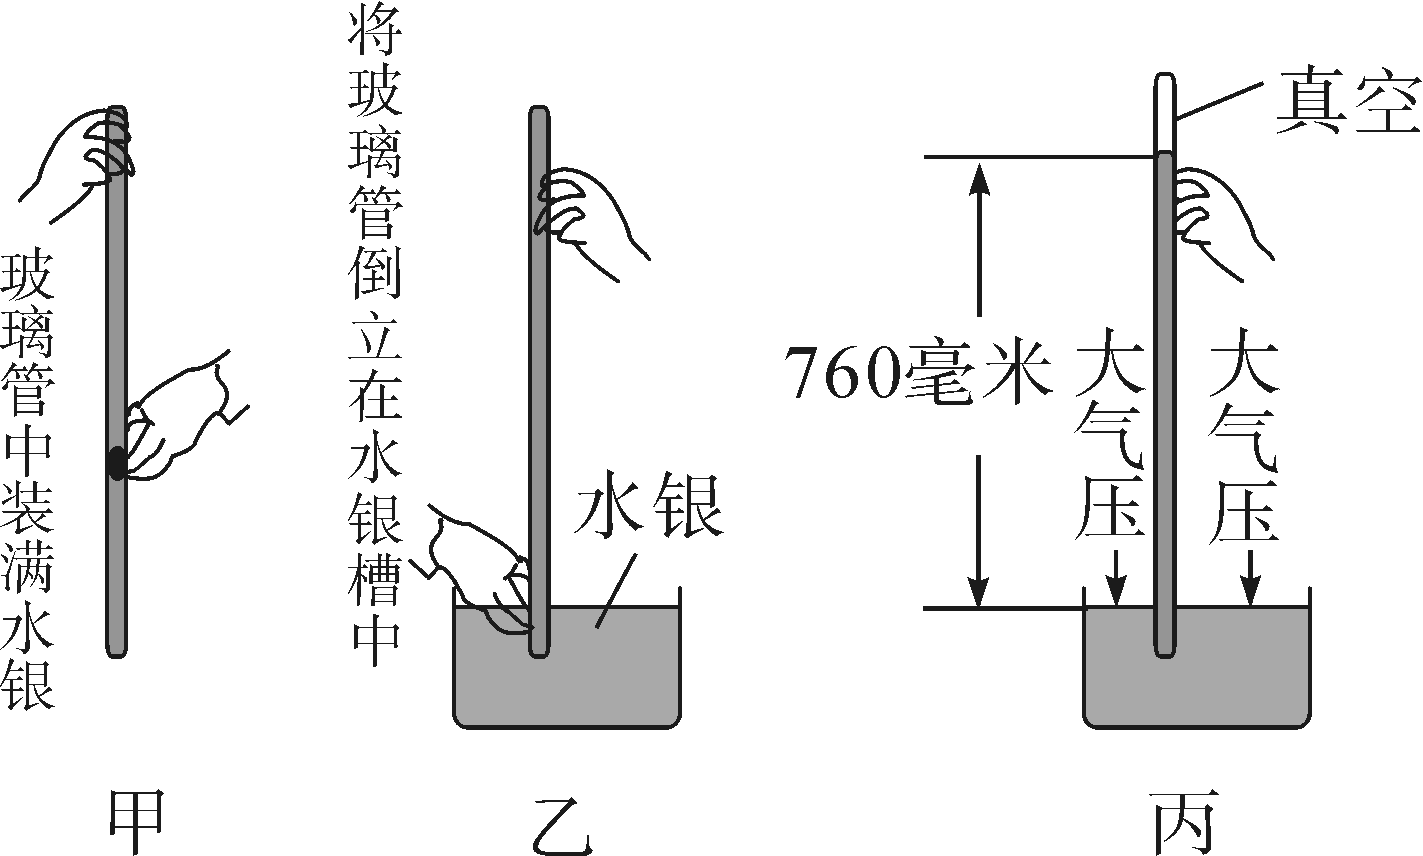 玻璃管中装满水银
将玻璃管倒立在水银槽中
水银
真空
760毫米
大气压
大气压
甲
乙
丙